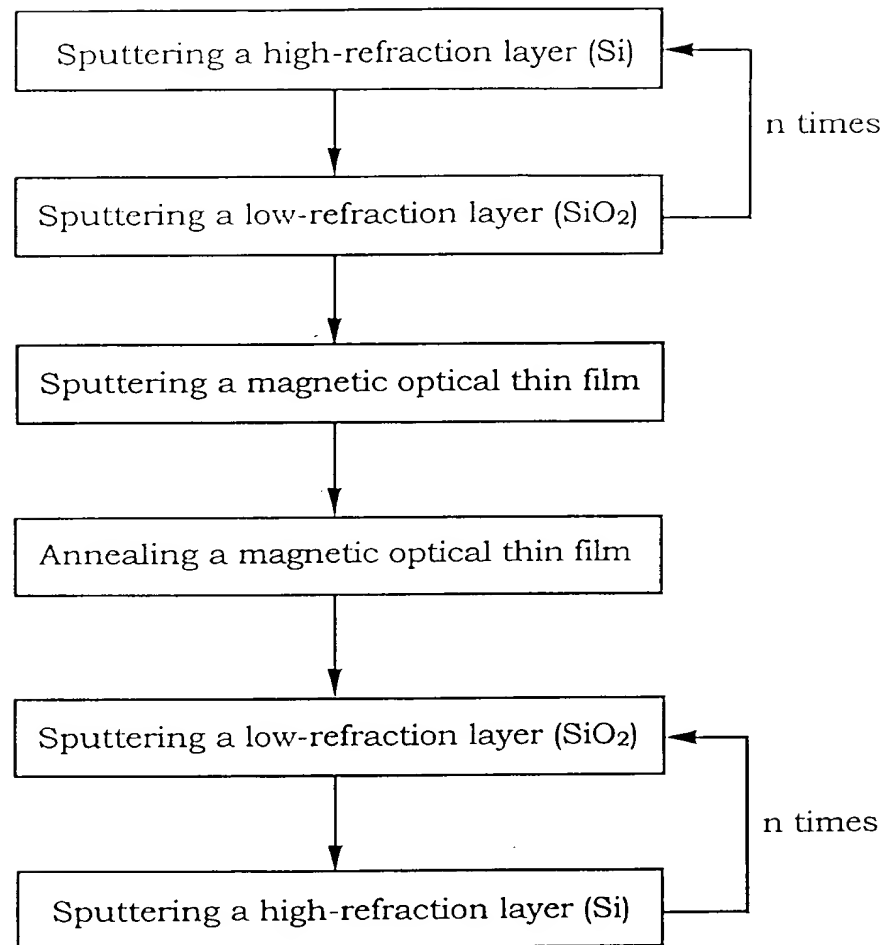 Sputtering a high-refraction layer (Si)
n times
Sputtering a low-refraction layer (SiO₂)
Sputtering a magnetic optical thin film
Annealing a magnetic optical thin film
Sputtering a low-refraction layer (SiO₂)
n times
Sputtering a high-refraction layer (Si)